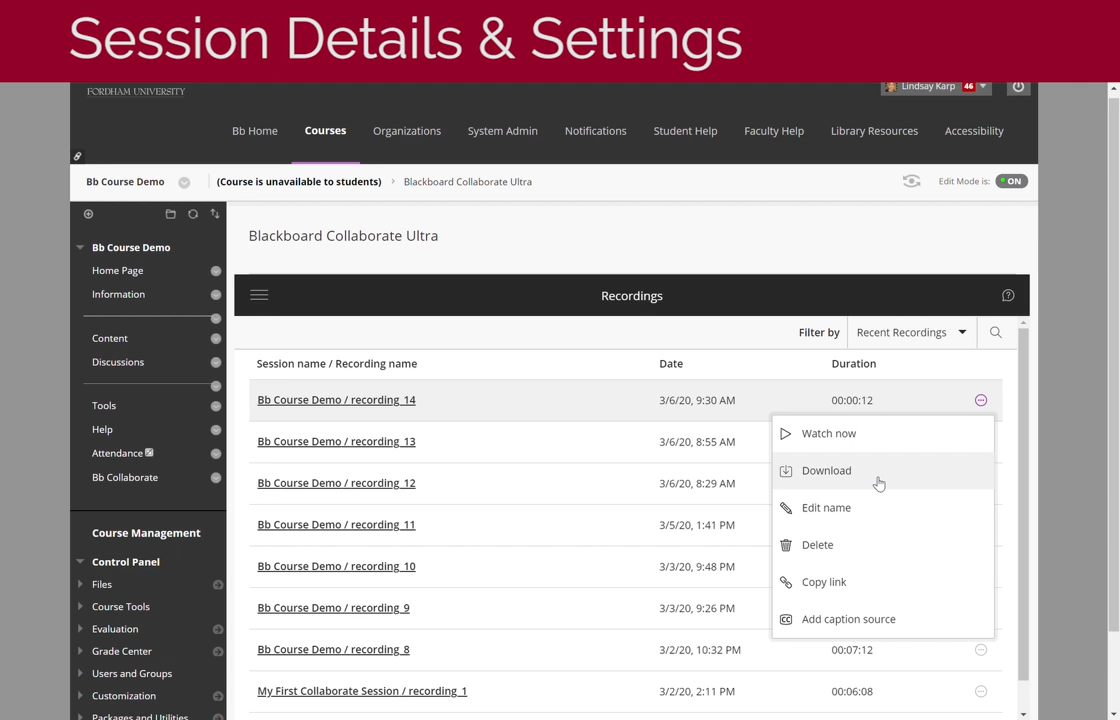 Session Details & Settings
FORDHAM UNIVERSITY
Lindsay Karp 46
Bb Home Courses Organizations System Admin Notifications Student Help Faculty Help Library Resources Accessibility
Bb Course Demo (Course is unavailable to students) Blackboard Collaborate Ultra Edit Mode is: ON
Bb Course Demo
Home Page
Information
Content
Discussions
Tools
Help
Attendance
Bb Collaborate
Course Management
Control Panel
Files
Course Tools
Evaluation
Grade Center
Users and Groups
Customization
Packages and Utilities
Blackboard Collaborate Ultra
Recordings
Filter by Recent Recordings
Session name / Recording name Date Duration
Bb Course Demo / recording_14 3/6/20, 9:30 AM 00:00:12
Bb Course Demo / recording_13 3/6/20, 8:55 AM
Bb Course Demo / recording_12 3/6/20, 8:29 AM
Bb Course Demo / recording_11 3/5/20, 1:41 PM
Bb Course Demo / recording_10 3/3/20, 9:48 PM
Bb Course Demo / recording_9 3/3/20, 9:26 PM
Bb Course Demo / recording_8 3/2/20, 10:32 PM 00:07:12
My First Collaborate Session / recording_1 3/2/20, 2:11 PM 00:06:08
Watch now
Download
Edit name
Delete
Copy link
CC Add caption source